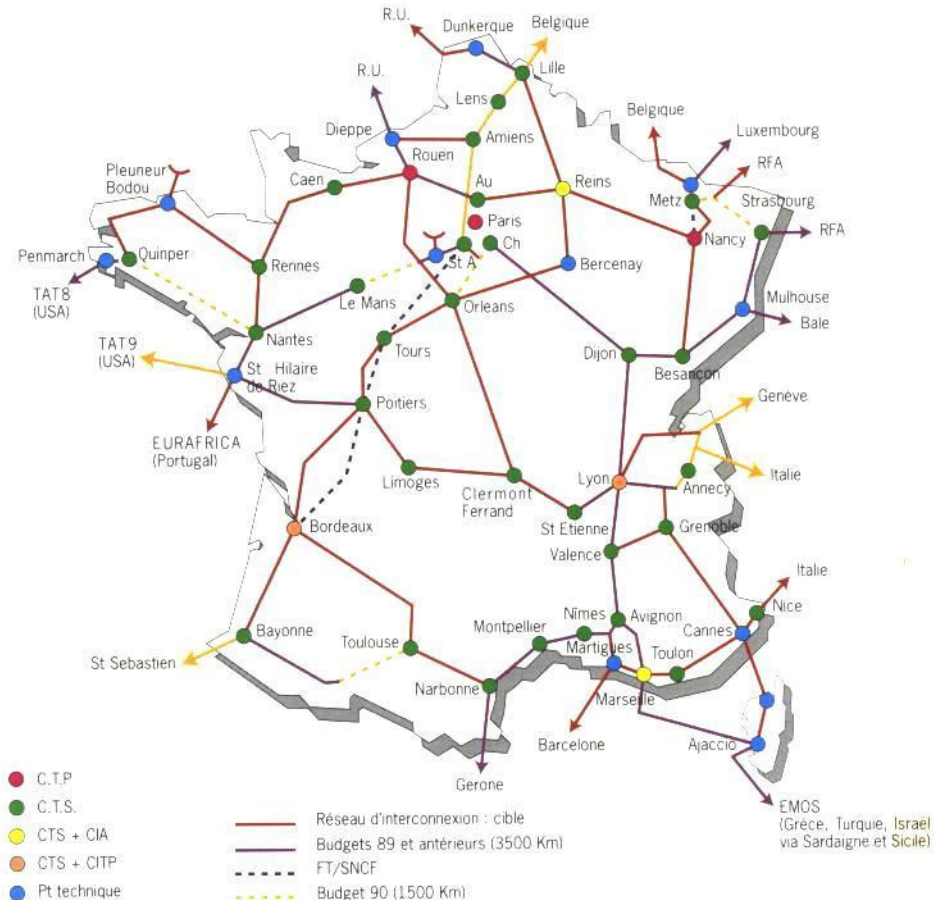 R.U.
Dunkerque
Belgique
Lille
R.U.
Lens
Belgique
Luxembourg
Dieppe
Amiens
RFA
Rouen
Pleuneur
Bodou
Caen
Au
Reins
Metz
Strasbourg
Paris
Nancy
RFA
Penmarch
Quinper
Rennes
St A
Ch
Bercenay
TAT8
(USA)
Le Mans
Orleans
Mulhouse
Bale
Nantes
Tours
Dijon
Besançon
TAT9
(USA)
St Hilaire
de Riez
Poitiers
Genève
EURAFRICA
(Portugal)
Limoges
Clermont
Ferrand
Lyon
Annecy
Italie
Bordeaux
St Etienne
Grenoble
Valence
Italie
Nîmes
Avignon
Nice
Bayonne
Toulouse
Montpellier
Martigues
Toulon
Cannes
St Sebastien
Narbonne
Marseille
Barcelone
Ajaccio
Gerone
EMOS
(Grèce, Turquie, Israel
via Sardaigne et Sicile)
C.T.P
C.T.S.
CTS + CIA
CTS + CITP
Pt technique
Réseau d'interconnexion : cible
Budgets 89 et antérieurs (3500 Km)
FT/SNCF
Budget 90 (1500 Km)